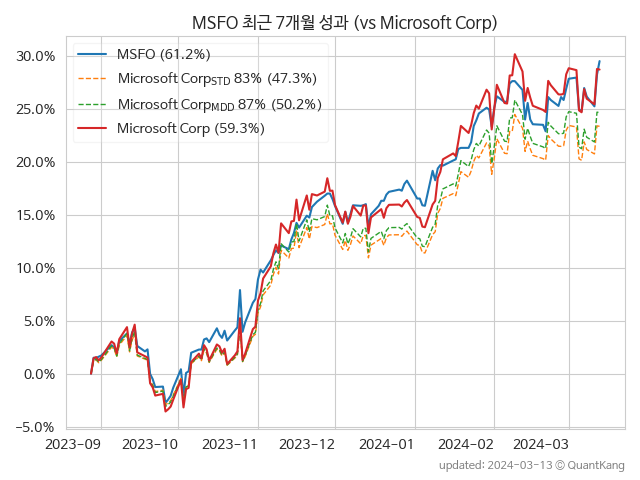 MSFO 최근 7개월 성과 (vs Microsoft Corp)
MSFO (61.2%)
Microsoft CorpSTD 83% (47.3%)
Microsoft CorpMDD 87% (50.2%)
Microsoft Corp (59.3%)
30.0%
25.0%
20.0%
15.0%
10.0%
5.0%
0.0%
−5.0%
2023-09 2023-10 2023-11 2023-12 2024-01 2024-02 2024-03
updated: 2024-03-13 © QuantKang